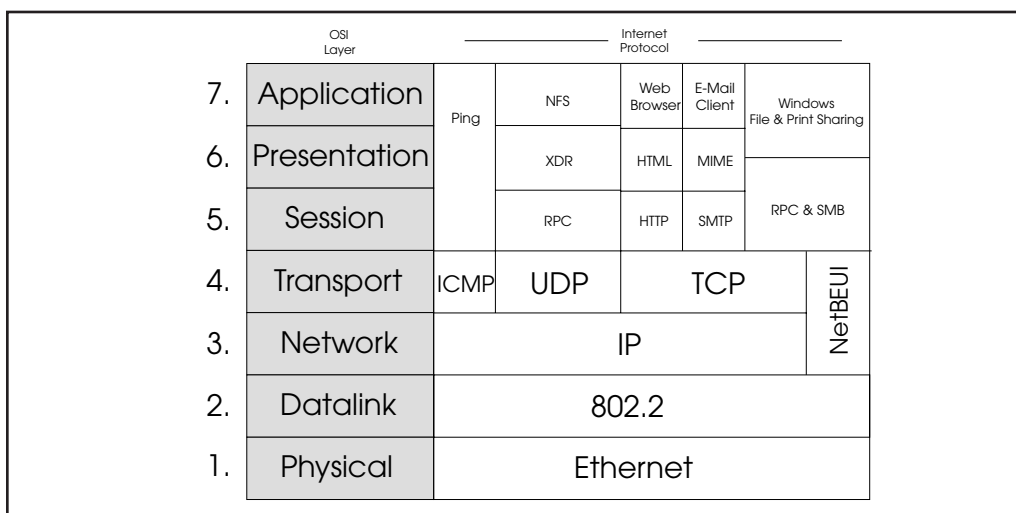 OSI
Layer
Internet
Protocol
7.
Application
Ping
NFS
Web
Browser
E-Mail
Client
Windows
File & Print Sharing
6.
Presentation
XDR
HTML
MIME
5.
Session
RPC
HTTP
SMTP
RPC & SMB
4.
Transport
ICMP
UDP
TCP
NetBEUI
3.
Network
IP
2.
Datalink
802.2
1.
Physical
Ethernet